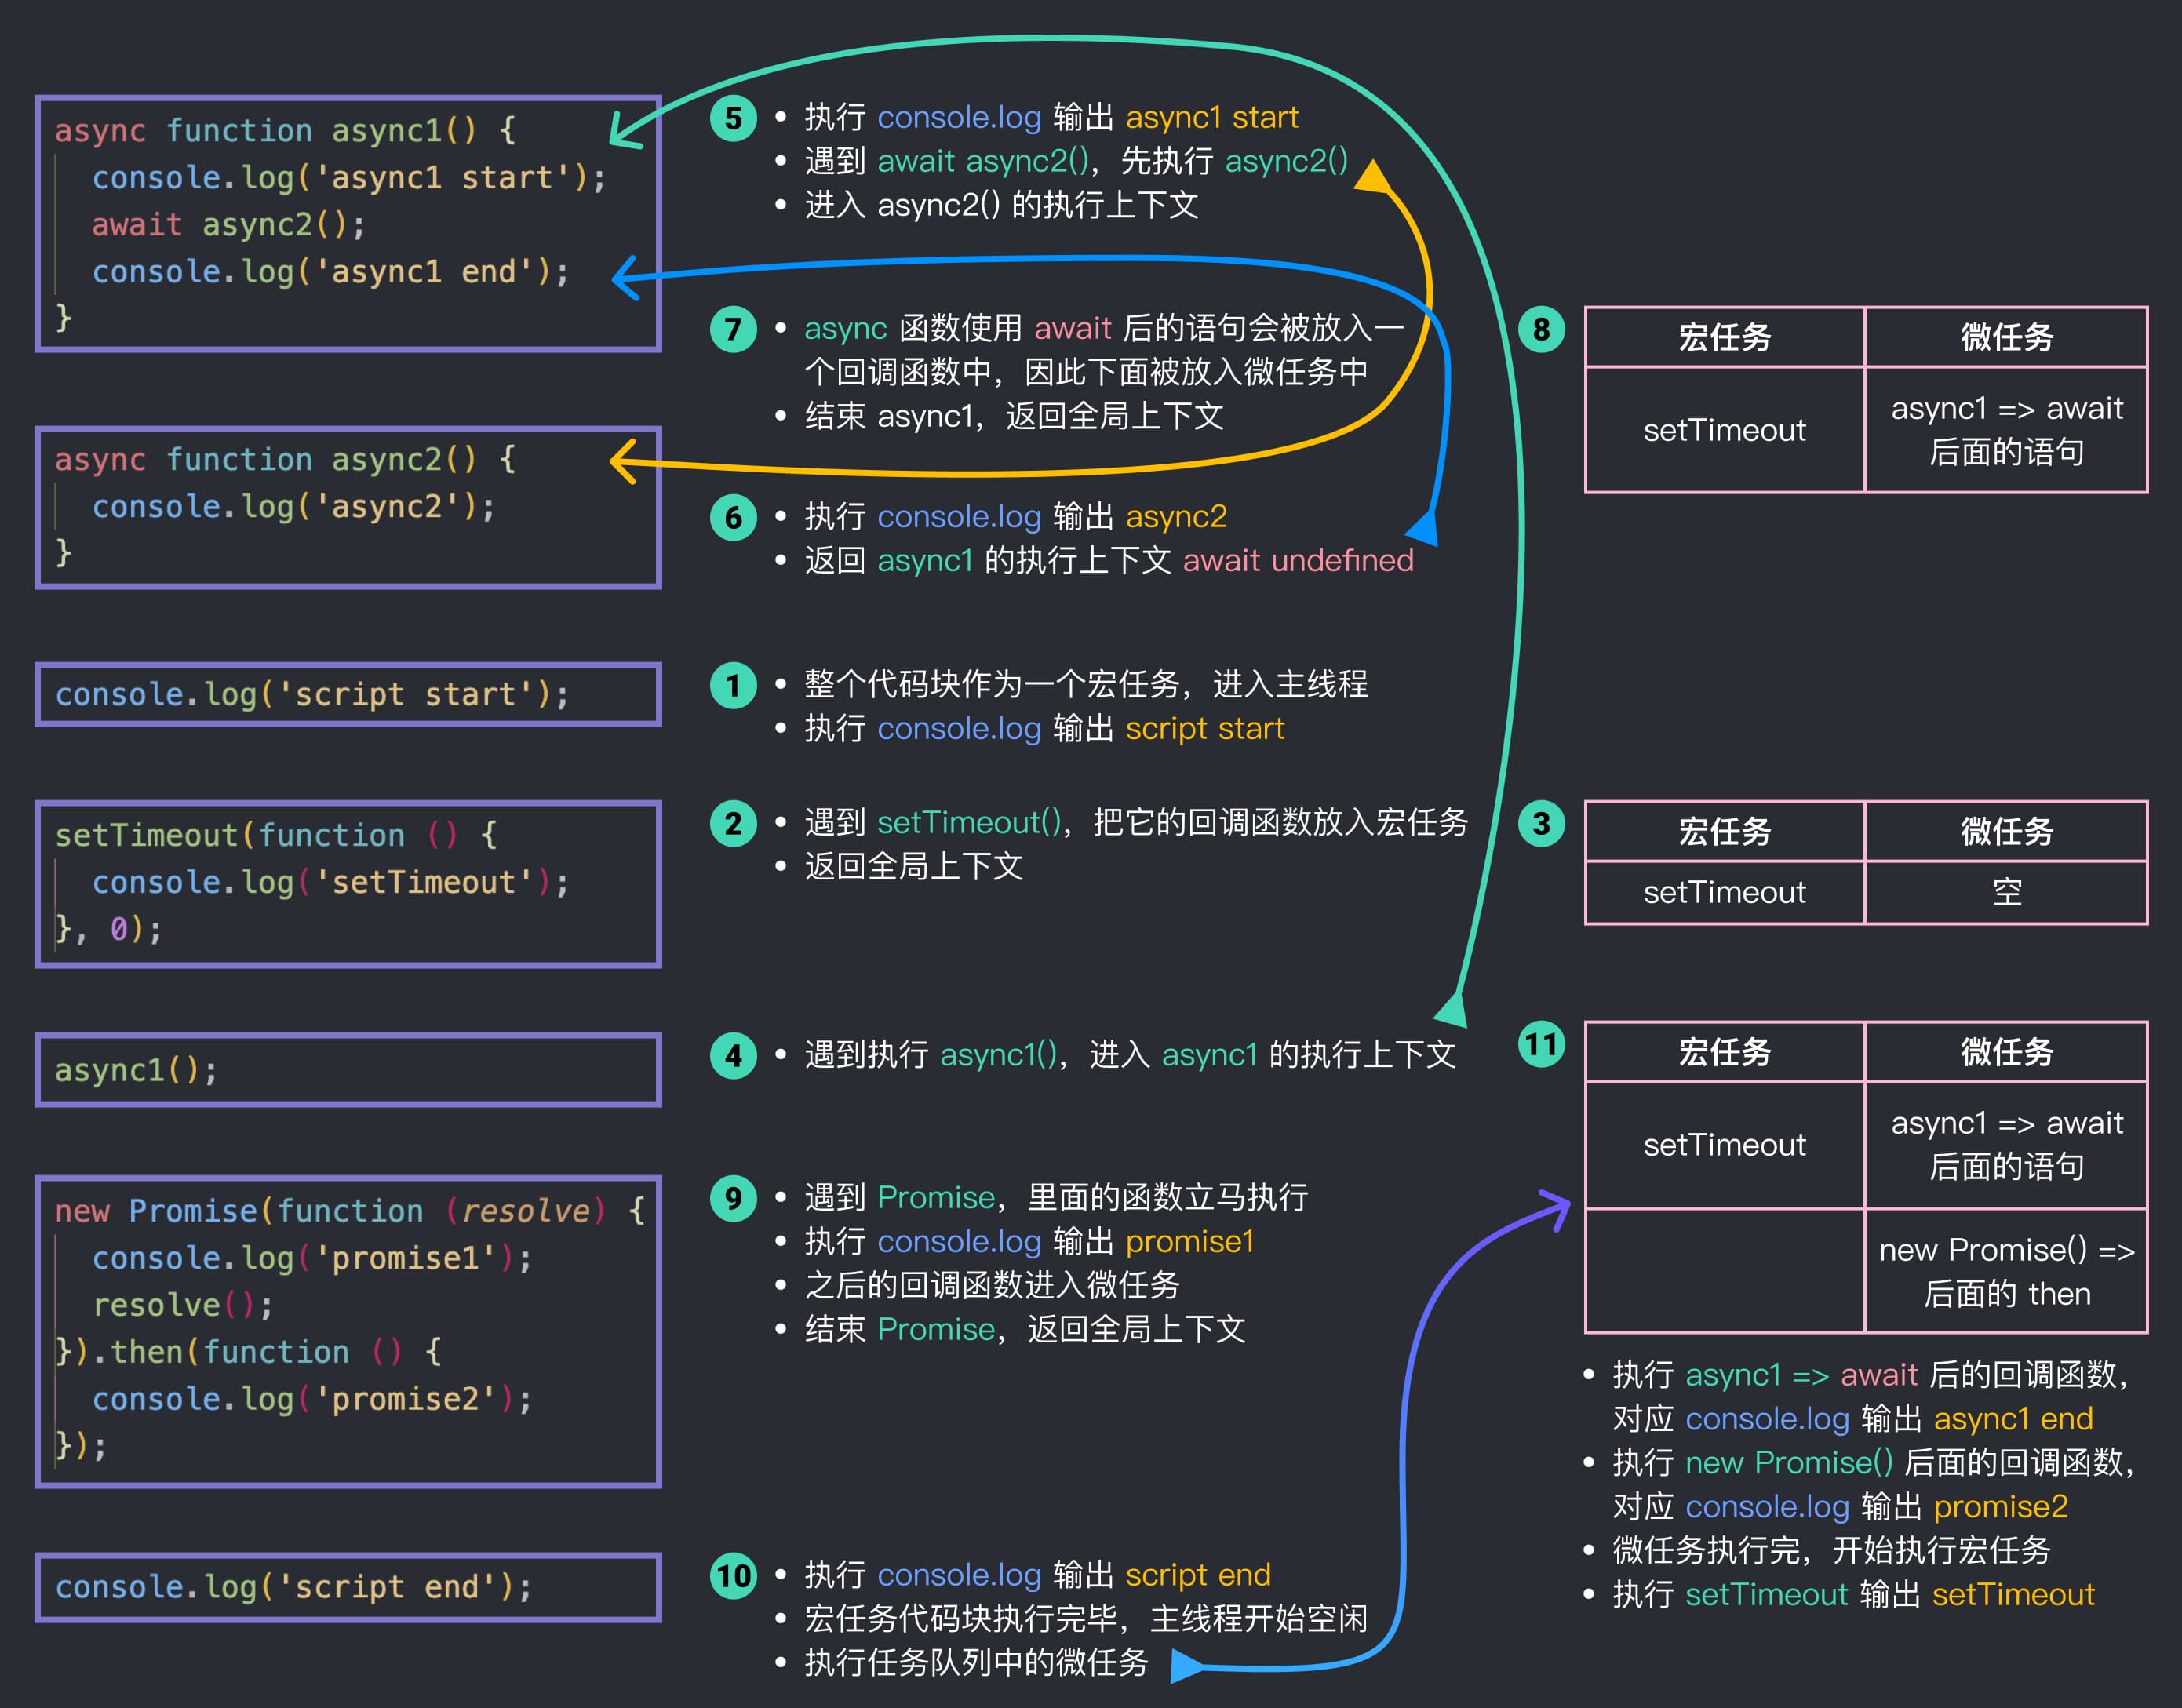 async function async1() {
console.log('async1 start');
await async2();
console.log('async1 end');
}
5
执行 console.log 输出 async1 start
遇到 await async2()，先执行 async2()
进入 async2() 的执行上下文
7
async 函数使用 await 后的语句会被放入一
个回调函数中，因此下面被放入微任务中
结束 async1，返回全局上下文
8
宏任务 微任务
setTimeout
async1 => await
后面的语句
async function async2() {
console.log('async2');
}
6
执行 console.log 输出 async2
返回 async1 的执行上下文 await undefined
console.log('script start');
1
整个代码块作为一个宏任务，进入主线程
执行 console.log 输出 script start
setTimeout(function () {
console.log('setTimeout');
}, 0);
2
遇到 setTimeout()，把它的回调函数放入宏任务
返回全局上下文
3
宏任务 微任务
setTimeout 空
async1();
4
遇到执行 async1()，进入 async1 的执行上下文
new Promise(function (resolve) {
console.log('promise1');
resolve();
}).then(function () {
console.log('promise2');
});
9
遇到 Promise，里面的函数立马执行
执行 console.log 输出 promise1
之后的回调函数进入微任务
结束 Promise，返回全局上下文
console.log('script end');
10
执行 console.log 输出 script end
宏任务代码块执行完毕，主线程开始空闲
执行任务队列中的微任务
11
宏任务 微任务
setTimeout
async1 => await
后面的语句
new Promise() =>
后面的 then
执行 async1 => await 后的回调函数，
对应 console.log 输出 async1 end
执行 new Promise() 后面的回调函数，
对应 console.log 输出 promise2
微任务执行完，开始执行宏任务
执行 setTimeout 输出 setTimeout